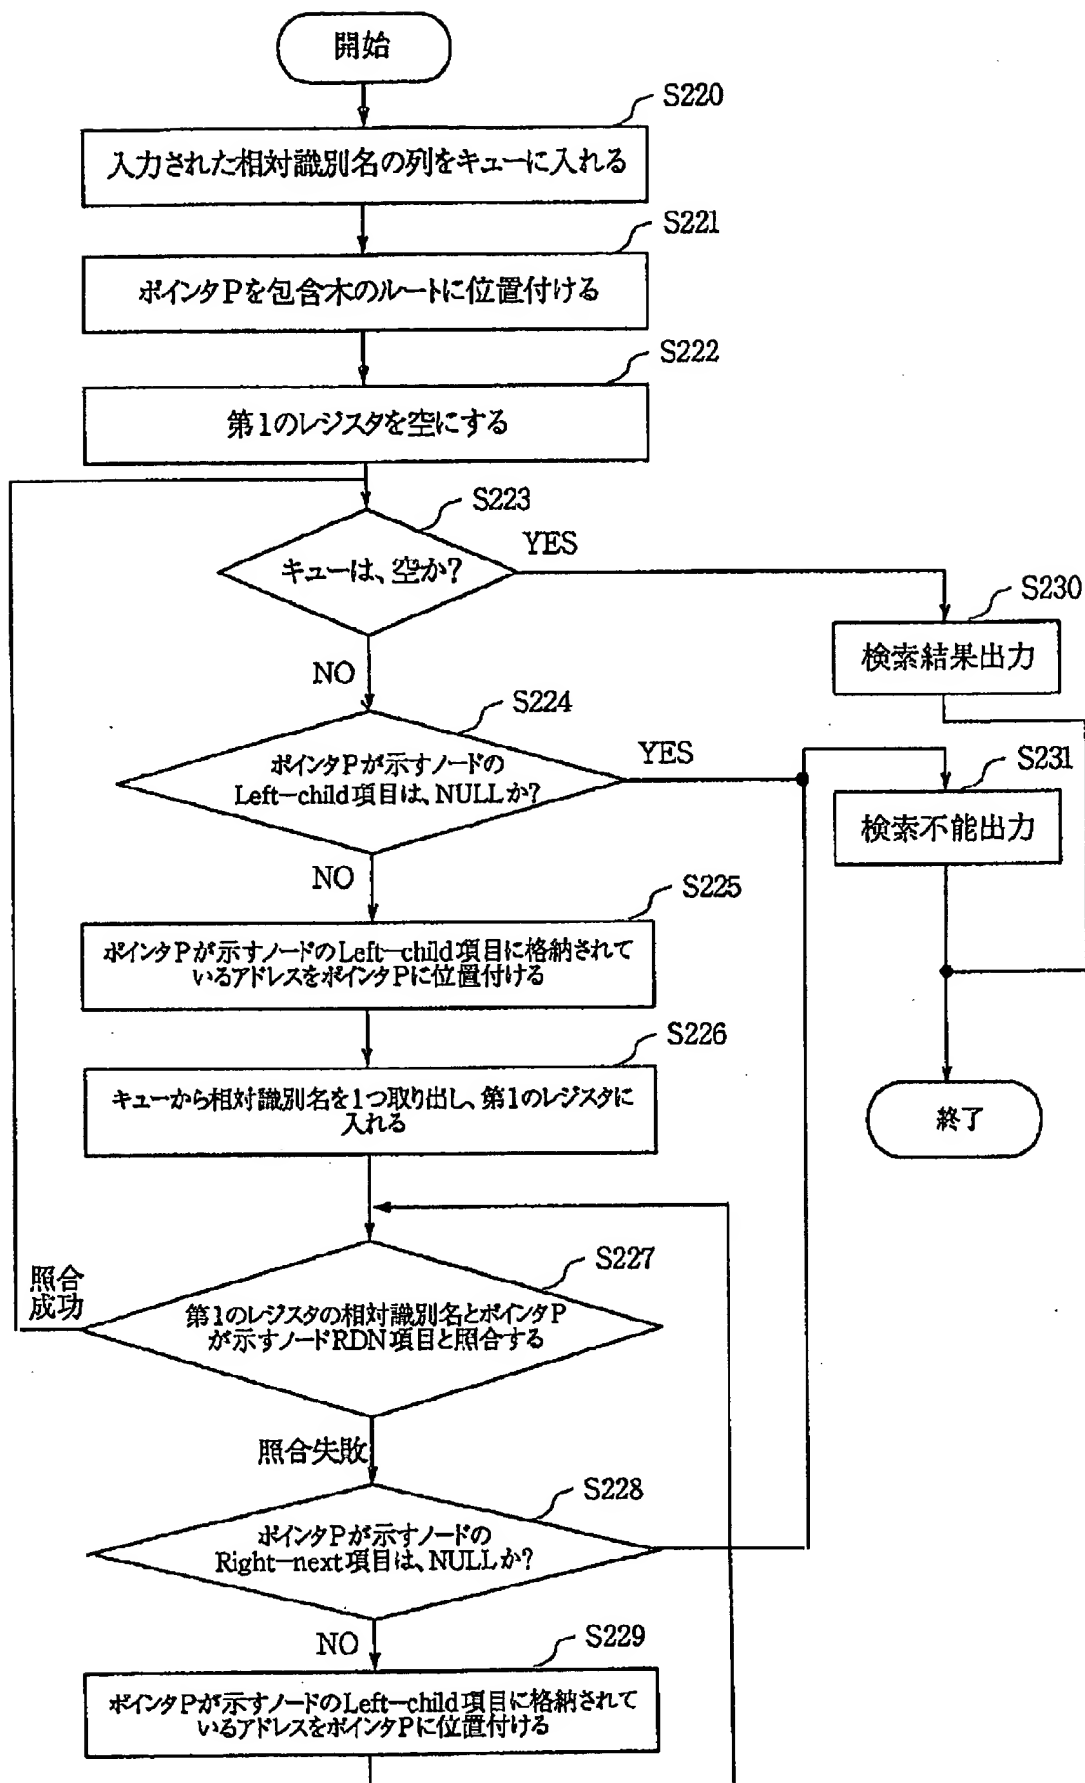 開始
S220
入力された相対識別名の列をキューに入れる
S221
ポインタPを包含木のルートに位置付ける
S222
第1のレジスタを空にする
S223
キューは、空か?
YES
NO
S230
検索結果出力
S224
ポインタPが示すノードの
Left-child項目は、NULLか?
YES
NO
S231
検索不能出力
S225
ポインタPが示すノードのLeft-child項目に格納されて
いるアドレスをポインタPに位置付ける
S226
キューから相対識別名を1つ取り出し、第1のレジスタに
入れる
終了
S227
照合
成功
第1のレジスタの相対識別名とポインタP
が示すノードRDN項目と照合する
照合失敗
S228
ポインタPが示すノードの
Right-next項目は、NULLか?
NO
S229
ポインタPが示すノードのLeft-child項目に格納されて
いるアドレスをポインタPに位置付ける